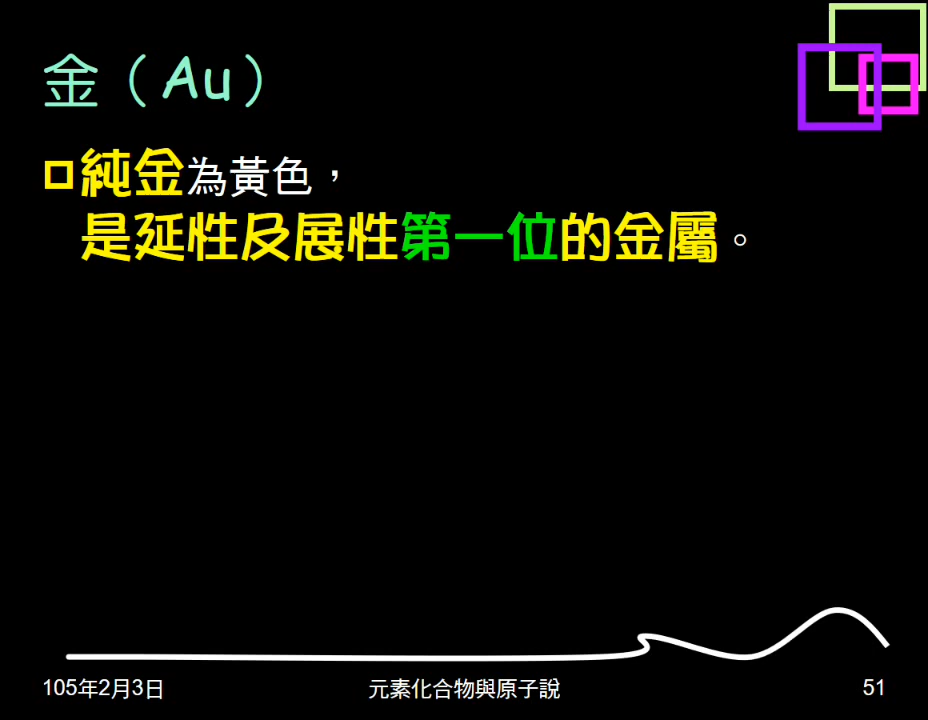 金（Au）
純金為黃色，
是延性及展性第一位的金屬。
105年2月3日
元素化合物與原子說
51